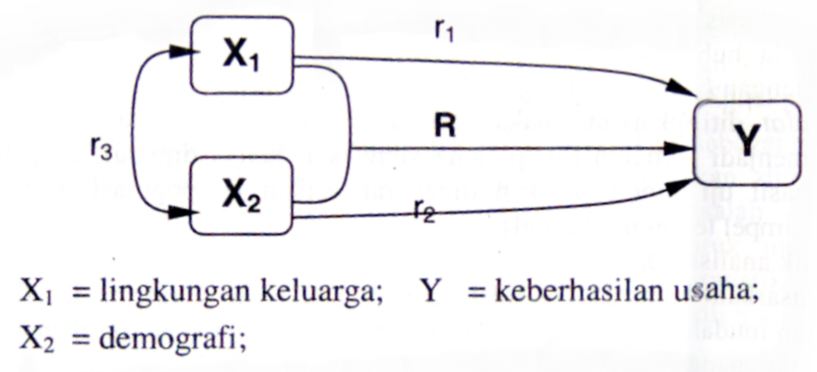 r₁
X₁
r₃
R
Y
X₂
r₂
X₁ = lingkungan keluarga; Y = keberhasilan usaha;
X₂ = demografi;